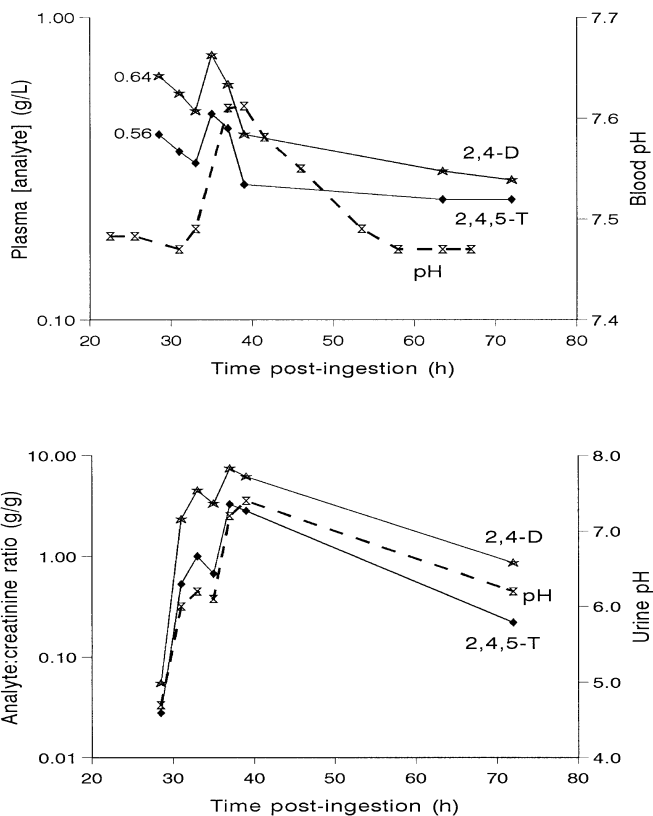 1.00
7.7
0.64
7.6
0.56
2,4-D
Plasma [analyte] (g/L)
Blood pH
7.5
2,4,5-T
pH
0.10
7.4
20 30 40 50 60 70 80
Time post-ingestion (h)
10.00
8.0
7.0
2,4-D
1.00
pH
Analyte:creatinine ratio (g/g)
Urine pH
6.0
2,4,5-T
0.10
5.0
0.01
4.0
20 30 40 50 60 70 80
Time post-ingestion (h)